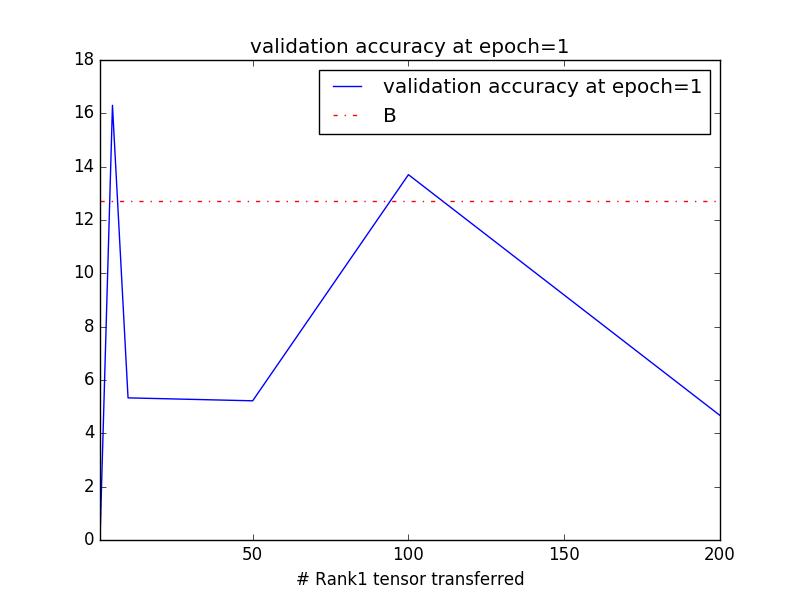 validation accuracy at epoch=1
validation accuracy at epoch=1
B
18
16
14
12
10
8
6
4
2
0
50 100 150 200
# Rank1 tensor transferred